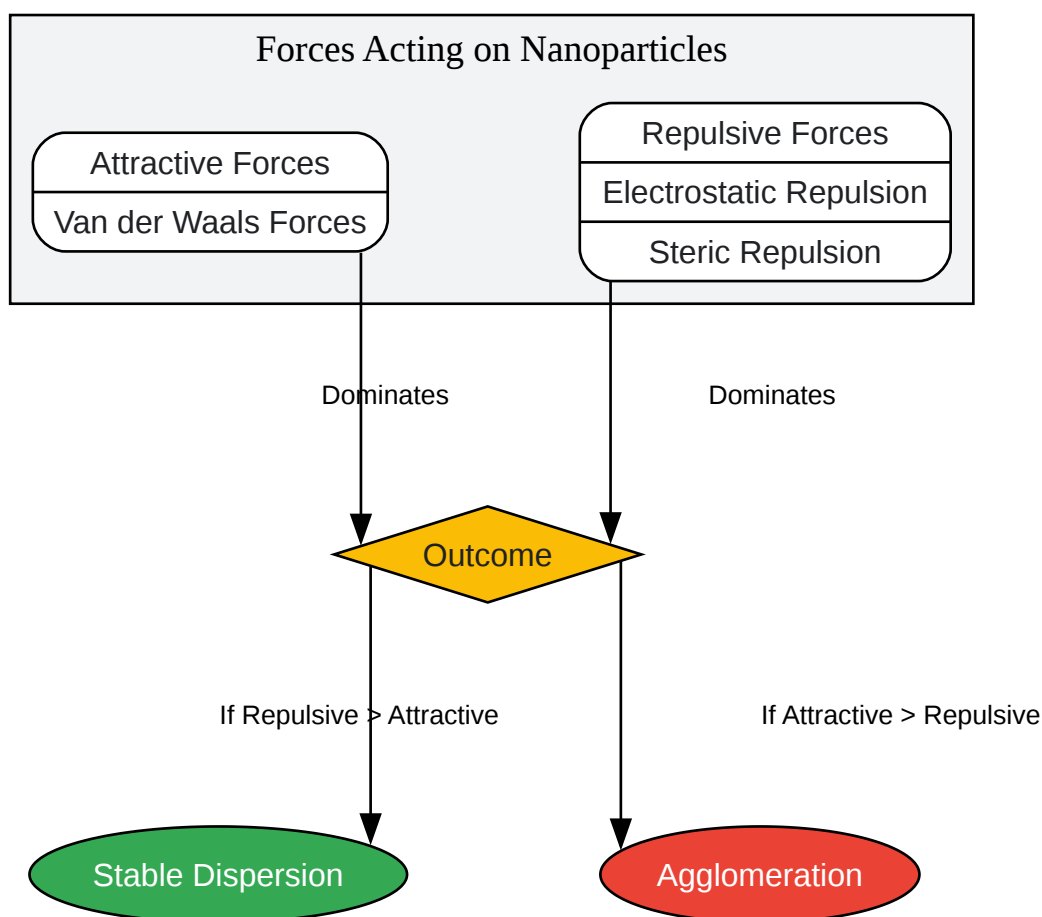 Forces Acting on Nanoparticles
Attractive Forces
Van der Waals Forces
Repulsive Forces
Electrostatic Repulsion
Steric Repulsion
Dominates
Dominates
Outcome
If Repulsive > Attractive
If Attractive > Repulsive
Stable Dispersion
Agglomeration